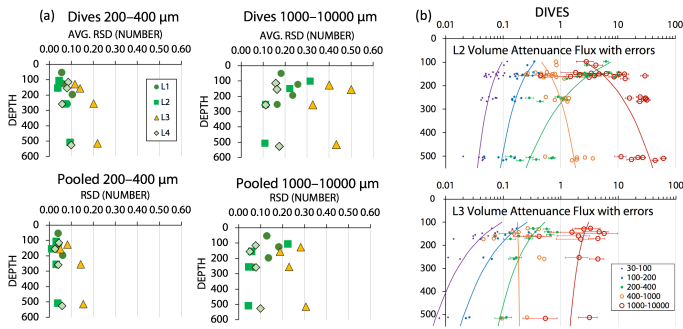 (a)
Dives 200–400 µm
AVG. RSD (NUMBER)
0.00 0.10 0.20 0.30 0.40 0.50 0.60
DEPTH
0
100
200
300
400
500
600
L1
L2
L3
L4
Dives 1000–10000 µm
AVG. RSD (NUMBER)
0.00 0.10 0.20 0.30 0.40 0.50 0.60
DEPTH
0
100
200
300
400
500
600
Pooled 200–400 µm
RSD (NUMBER)
0.00 0.10 0.20 0.30 0.40 0.50 0.60
DEPTH
0
100
200
300
400
500
600
Pooled 1000–10000 µm
RSD (NUMBER)
0.00 0.10 0.20 0.30 0.40 0.50 0.60
DEPTH
0
100
200
300
400
500
600
(b)
DIVES
0.01 0.1 1 10 100
L2 Volume Attenuance Flux with errors
DEPTH
0
100
200
300
400
500
0.01 0.1 1 10 100
L3 Volume Attenuance Flux with errors
DEPTH
0
100
200
300
400
500
30-100
100-200
200-400
400-1000
1000-10000